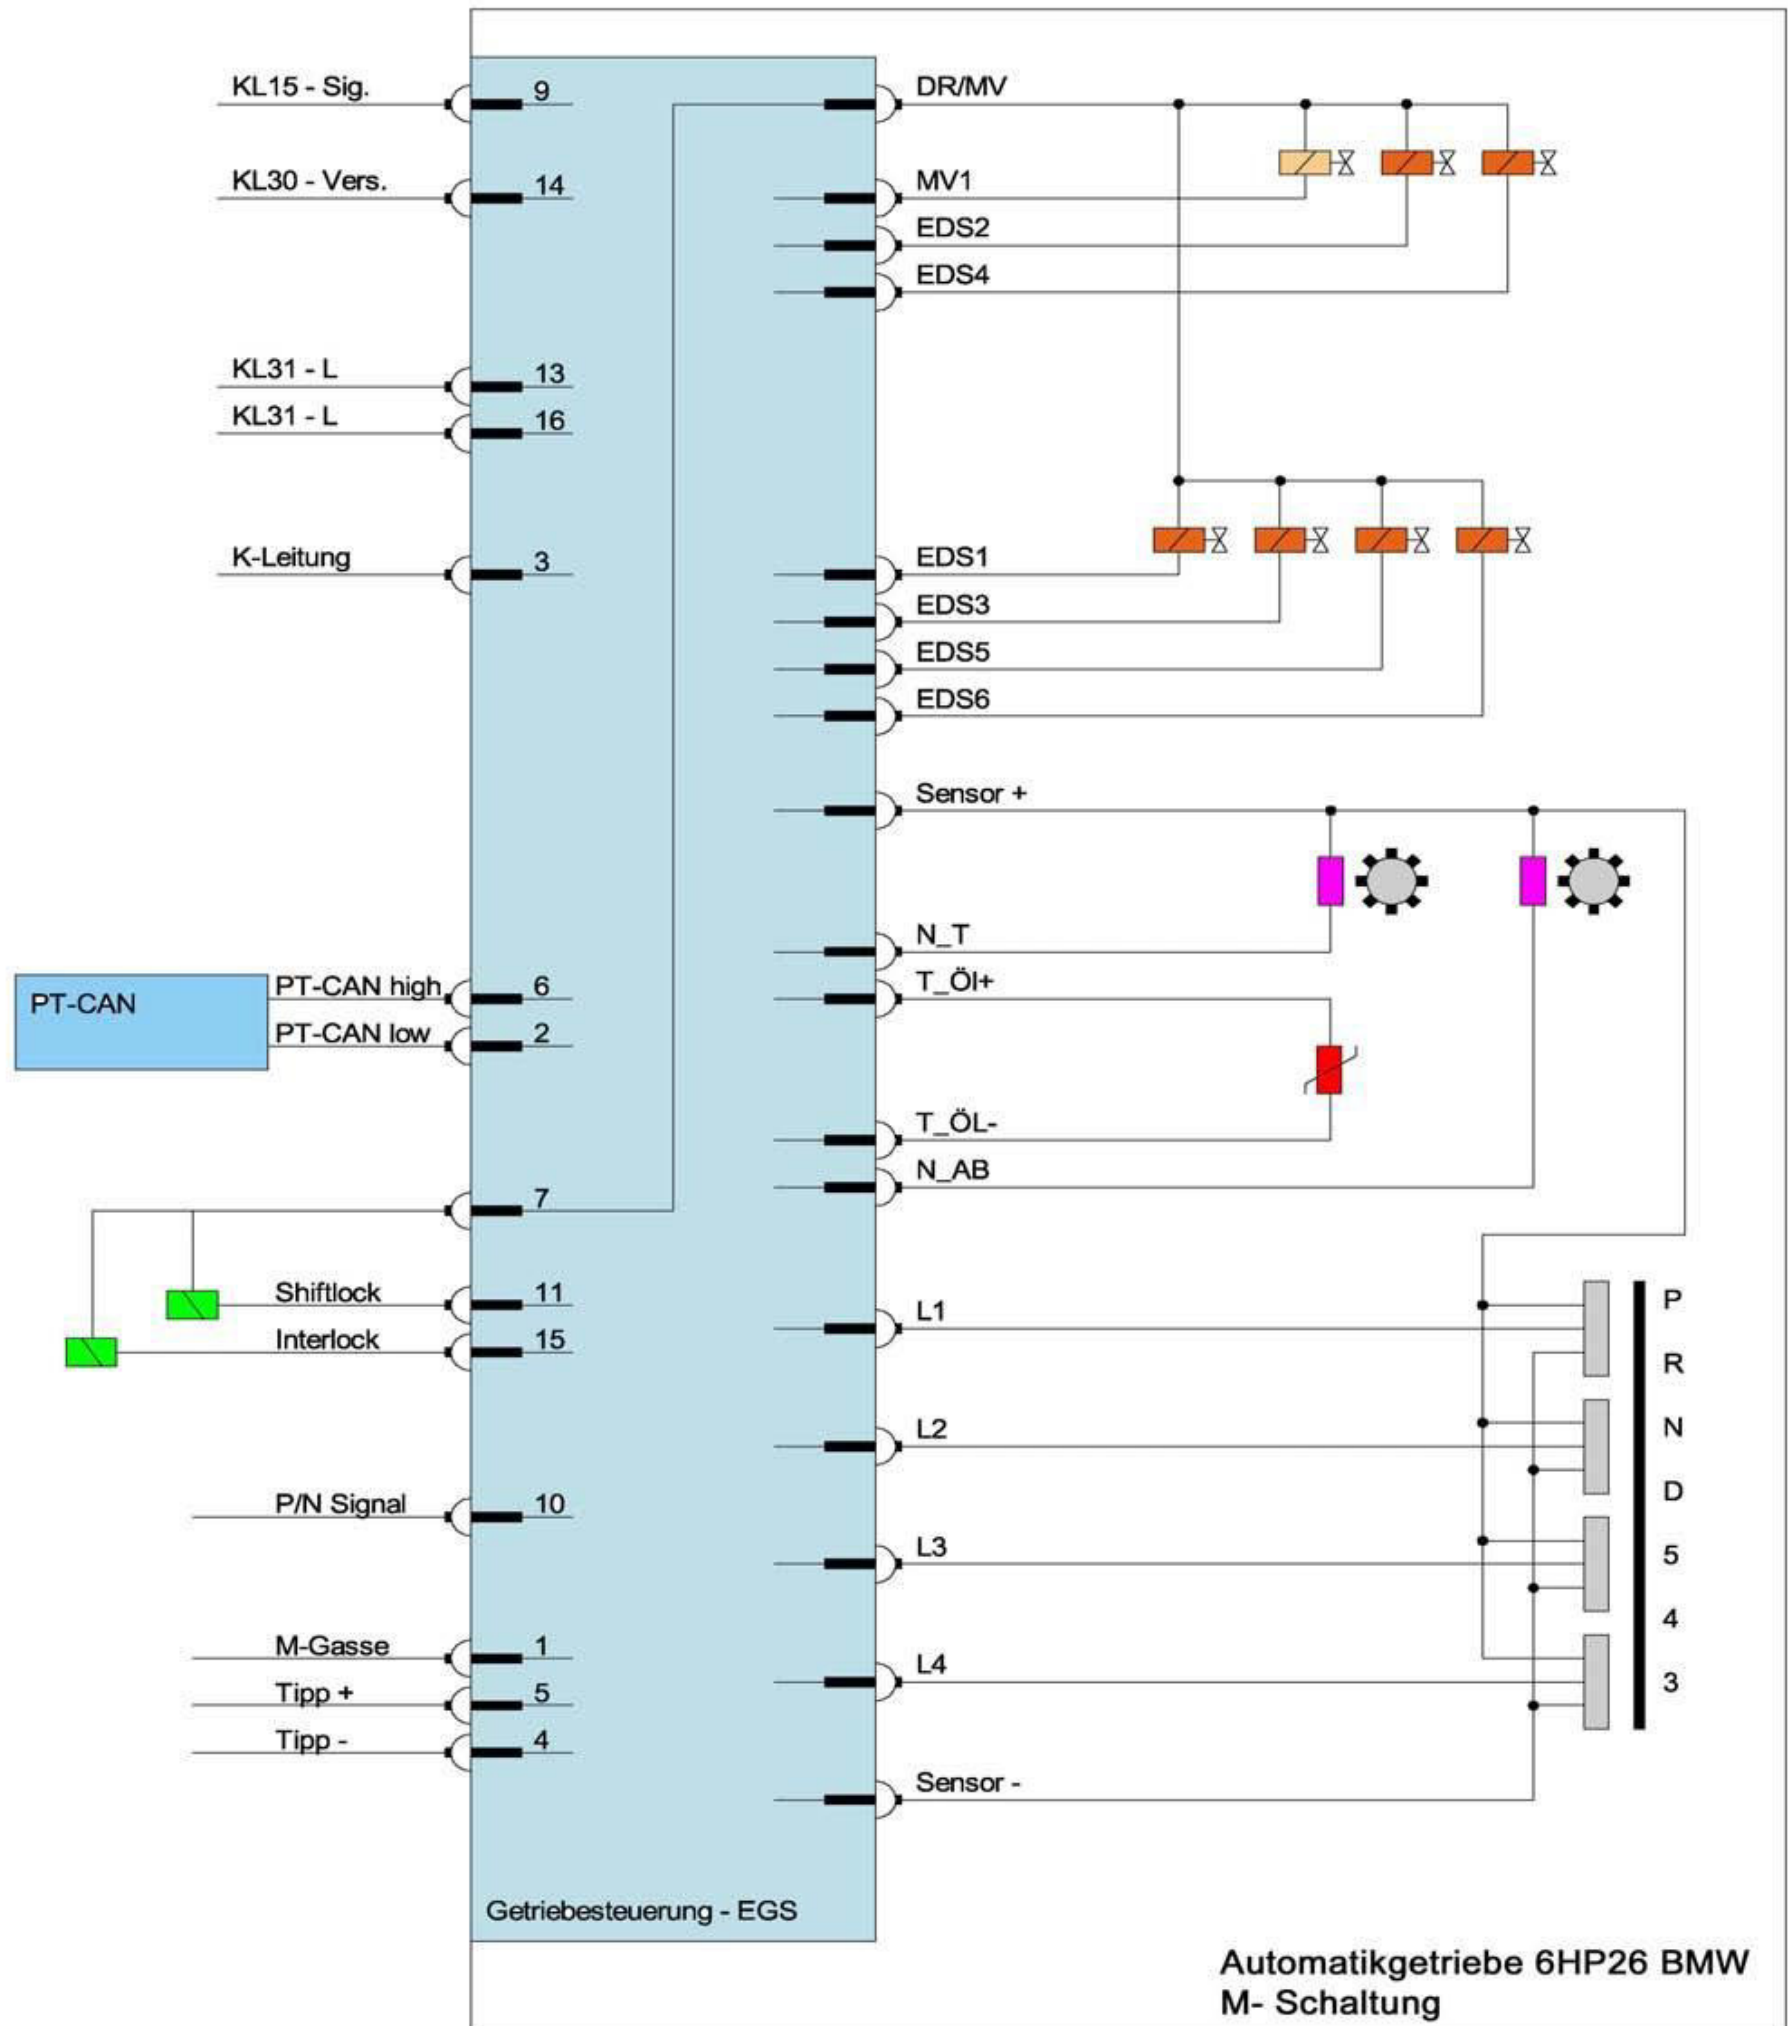 KL15 - Sig.
9
DR/MV
KL30 - Vers.
14
MV1
EDS2
EDS4
KL31 - L
13
KL31 - L
16
K-Leitung
3
EDS1
EDS3
EDS5
EDS6
Sensor +
N_T
T_Öl+
PT-CAN
PT-CAN high
6
PT-CAN low
2
T_ÖL-
N_AB
7
Shiftlock
11
Interlock
15
L1
P
R
L2
N
D
P/N Signal
10
L3
5
4
M-Gasse
1
L4
3
Tipp +
5
Tipp -
4
Sensor -
Getriebesteuerung - EGS
Automatikgetriebe 6HP26 BMW
M- Schaltung